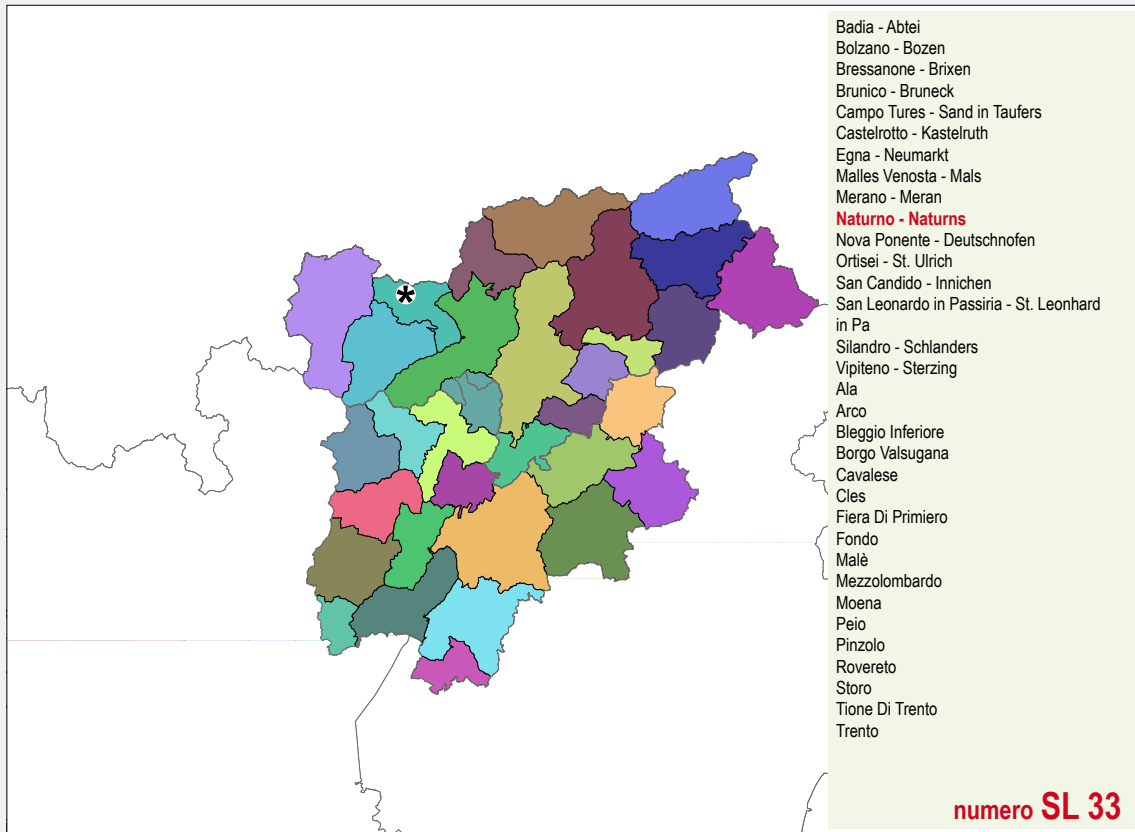 Badia - Abtei
Bolzano - Bozen
Bressanone - Brixen
Brunico - Bruneck
Campo Tures - Sand in Taufers
Castelrotto - Kastelruth
Egna - Neumarkt
Malles Venosta - Mals
Merano - Meran
Naturno - Naturns
Nova Ponente - Deutschnofen
Ortisei - St. Ulrich
San Candido - Innichen
San Leonardo in Passiria - St. Leonhard
in Pa
Silandro - Schlanders
Vipiteno - Sterzing
Ala
Arco
Bleggio Inferiore
Borgo Valsugana
Cavalese
Cles
Fiera Di Primiero
Fondo
Malè
Mezzolombardo
Moena
Peio
Pinzolo
Rovereto
Storo
Tione Di Trento
Trento
numero SL 33
*